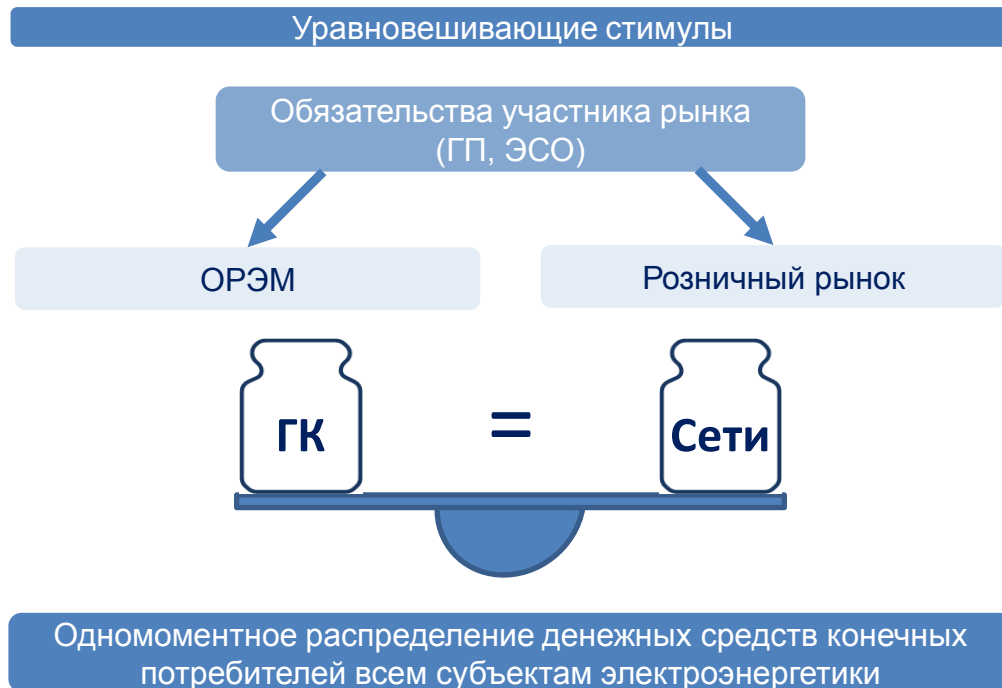 Уравновешивающие стимулы
Обязательства участника рынка
(ГП, ЭСО)
ОРЭМ
Розничный рынок
ГК
=
Сети
Одномоментное распределение денежных средств конечных
потребителей всем субъектам электроэнергетики